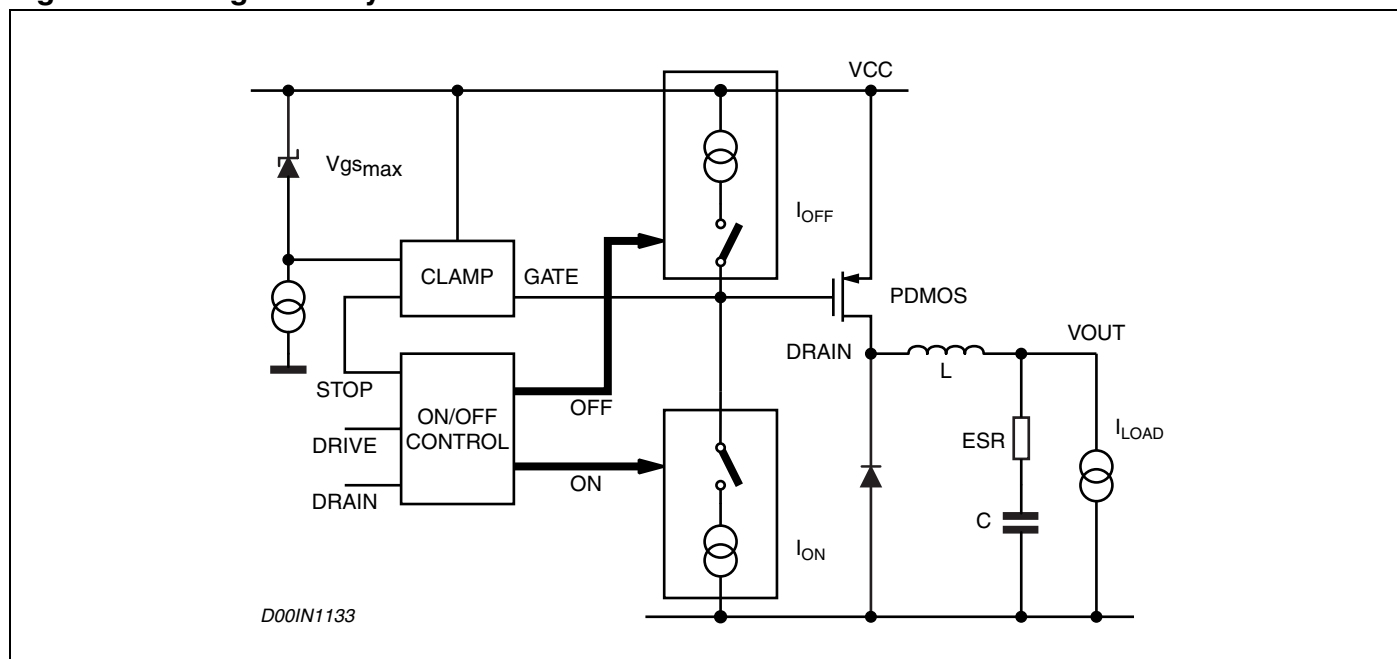 VCC
Vgsmax
IOFF
CLAMP
GATE
PDMOS
DRAIN
VOUT
L
STOP
ON/OFF
CONTROL
OFF
DRIVE
ON
DRAIN
ESR
ILOAD
C
ION
D00IN1133